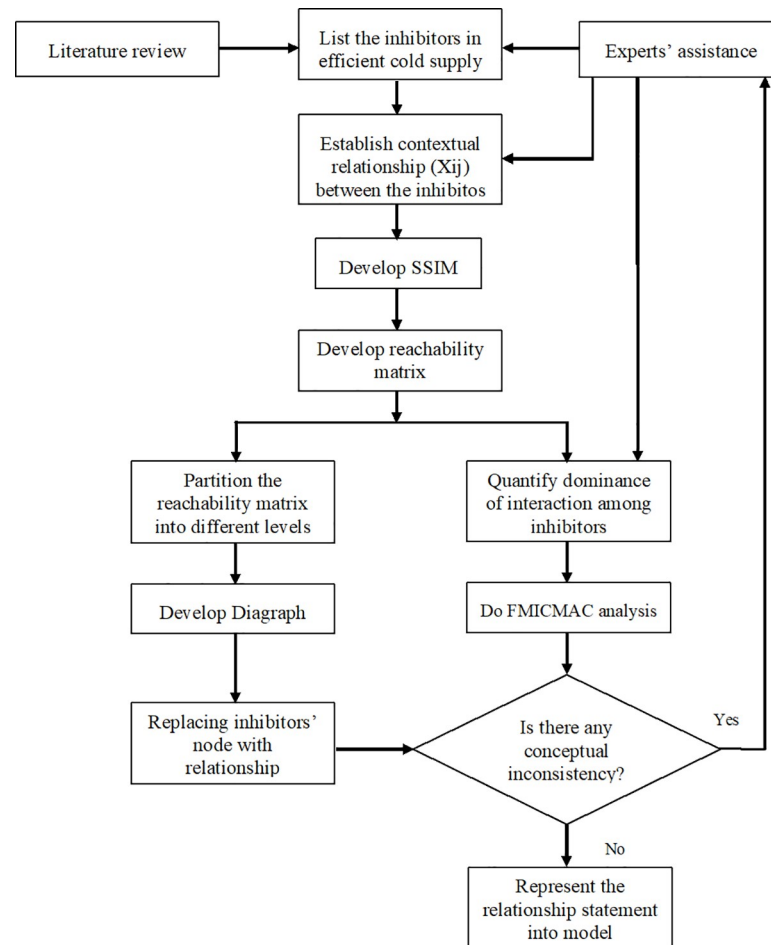 Literature review
List the inhibitors in
efficient cold supply
Experts’ assistance
Establish contextual
relationship (Xij)
between the inhibitos
Develop SSIM
Develop reachability
matrix
Partition the
reachability matrix
into different levels
Quantify dominance
of interaction among
inhibitors
Develop Diagraph
Do FMICMAC analysis
Replacing inhibitors’
node with
relationship
Is there any
conceptual
inconsistency?
Yes
No
Represent the
relationship statement
into model